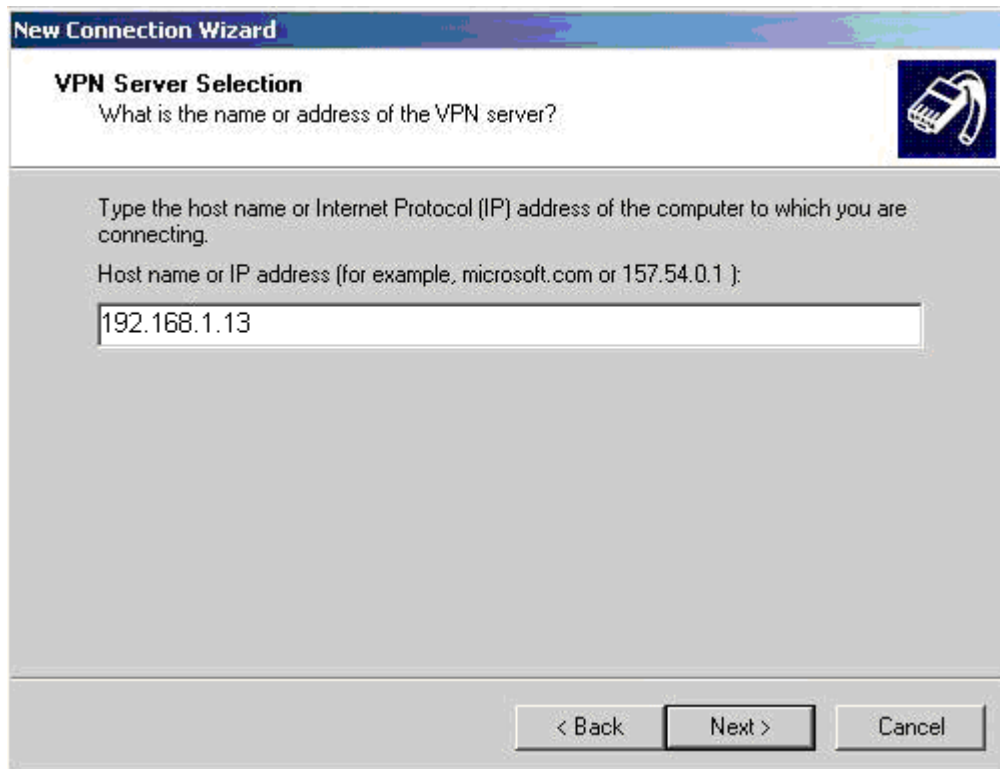 New Connection Wizard
VPN Server Selection
What is the name or address of the VPN server?
Type the host name or Internet Protocol (IP) address of the computer to which you are
connecting.
Host name or IP address (for example, microsoft.com or 157.54.0.1 ):
192.168.1.13
< Back
Next >
Cancel